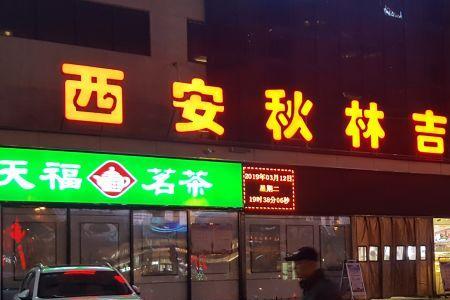 西安秋林吉
天福茗茶
2019年03月12日
星期二
19时38分06秒